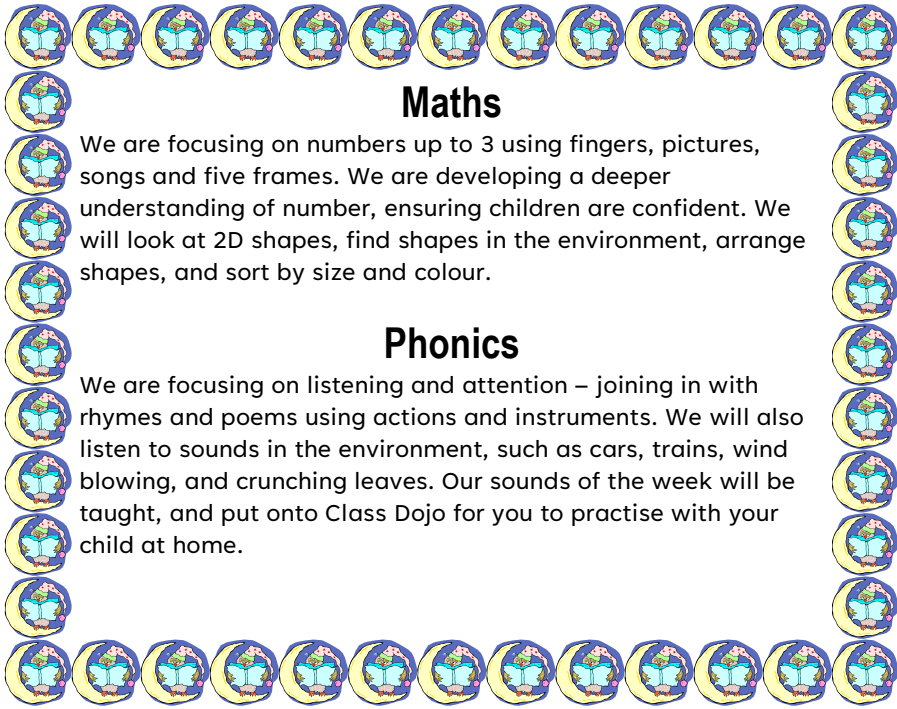 Maths
We are focusing on numbers up to 3 using fingers, pictures,
songs and five frames. We are developing a deeper
understanding of number, ensuring children are confident. We
will look at 2D shapes, find shapes in the environment, arrange
shapes, and sort by size and colour.
Phonics
We are focusing on listening and attention – joining in with
rhymes and poems using actions and instruments. We will also
listen to sounds in the environment, such as cars, trains, wind
blowing, and crunching leaves. Our sounds of the week will be
taught, and put onto Class Dojo for you to practise with your
child at home.